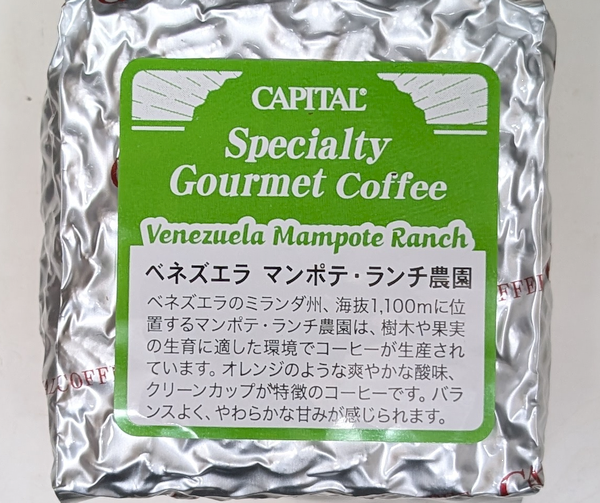 CAPITAL®
Specialty
Gourmet Coffee
Venezuela Mampote Ranch
ベネズエラ マンポテ・ランチ農園
ベネズエラのミランダ州、海抜1,100mに位
置するマンポテ・ランチ農園は、樹木や果実
の生育に適した環境でコーヒーが生産され
ています。オレンジのような爽やかな酸味、
クリーンカップが特徴のコーヒーです。バラ
ンスよく、やわらかな甘みが感じられます。